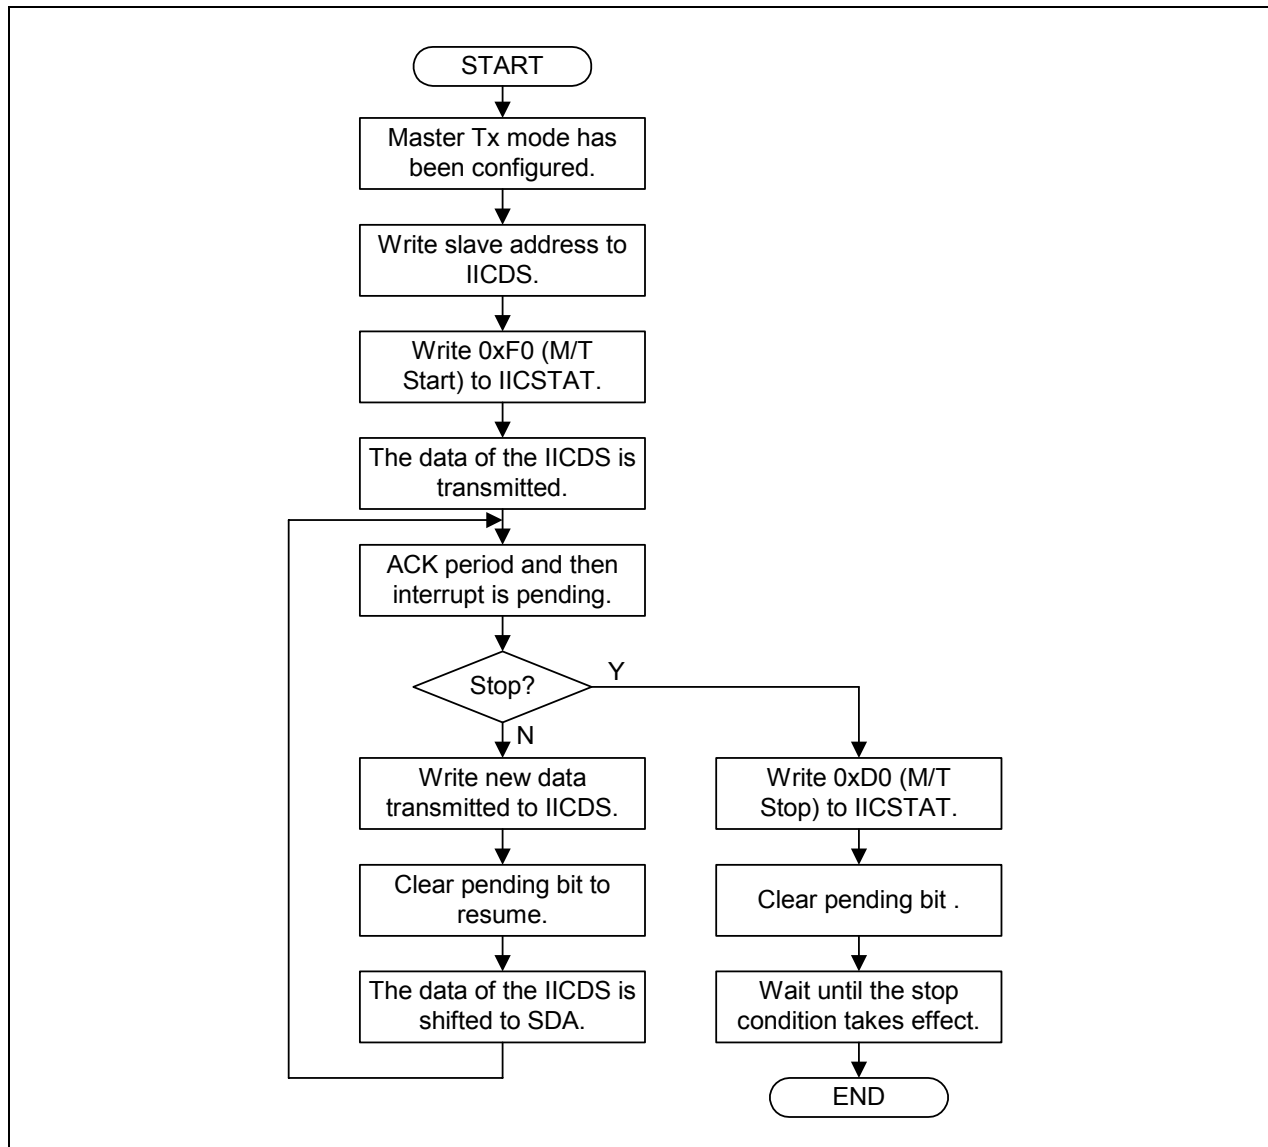 START
Master Tx mode has
been configured.
Write slave address to
IICDS.
Write 0xF0 (M/T
Start) to IICSTAT.
The data of the IICDS is
transmitted.
ACK period and then
interrupt is pending.
Stop?
Y
N
Write new data
transmitted to IICDS.
Clear pending bit to
resume.
The data of the IICDS is
shifted to SDA.
Write 0xD0 (M/T
Stop) to IICSTAT.
Clear pending bit .
Wait until the stop
condition takes effect.
END